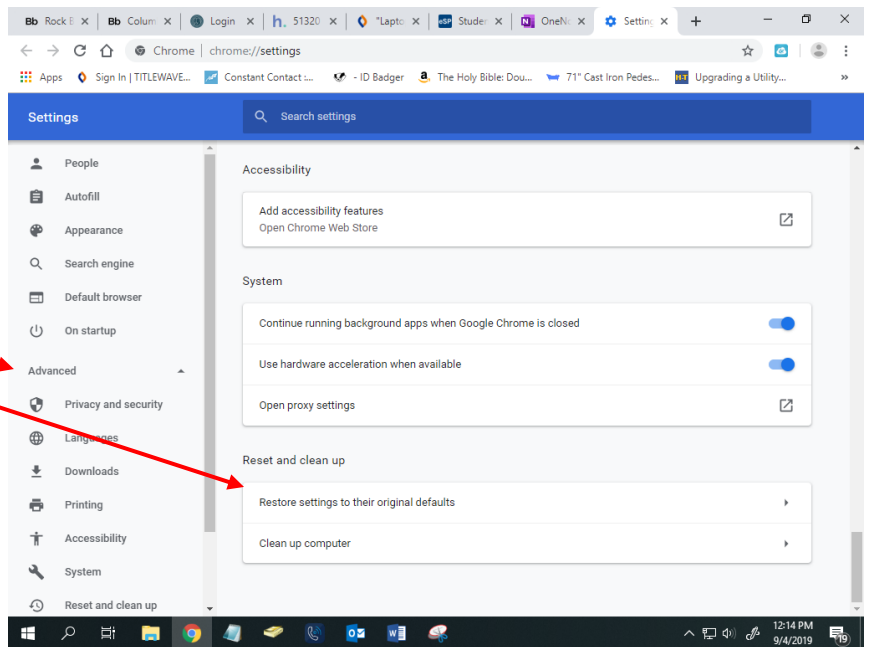 Bb Rock E
Bb Colum
Login
h. 51320
"Lapto
eSP Studer
N OneNo
Setting
Chrome | chrome://settings
Apps
Sign In | TITLEWAVE...
Constant Contact :...
- ID Badger
a The Holy Bible: Dou...
71" Cast Iron Pedes...
Upgrading a Utility...
»
Settings
Search settings
People
Autofill
Appearance
Search engine
Default browser
On startup
Advanced
Privacy and security
Languages
Downloads
Printing
Accessibility
System
Reset and clean up
Accessibility
Add accessibility features
Open Chrome Web Store
System
Continue running background apps when Google Chrome is closed
Use hardware acceleration when available
Open proxy settings
Reset and clean up
Restore settings to their original defaults
Clean up computer
12:14 PM
9/4/2019
19